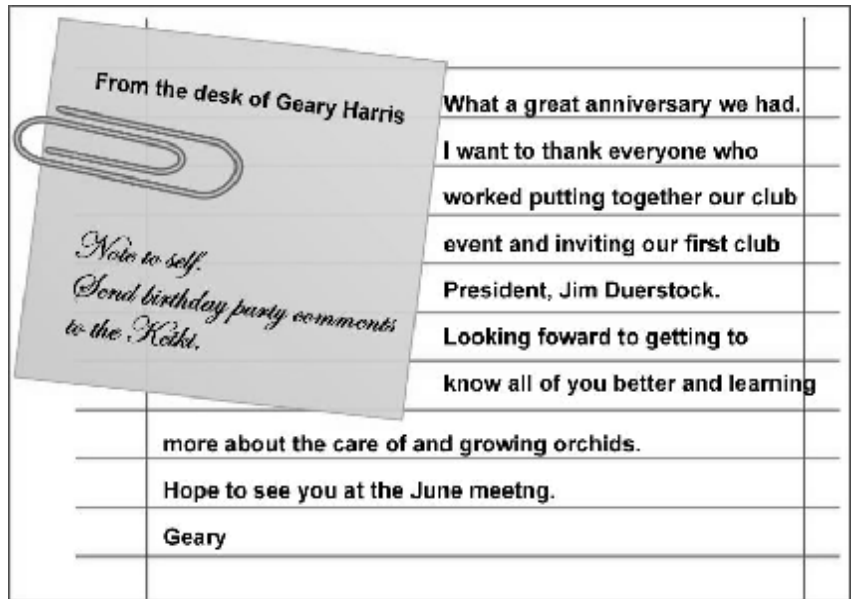 From the desk of Geary Harris
Note to self.
Send birthday party comments
to the Keiki.
What a great anniversary we had.
I want to thank everyone who
worked putting together our club
event and inviting our first club
President, Jim Duerstock.
Looking foward to getting to
know all of you better and learning
more about the care of and growing orchids.
Hope to see you at the June meetng.
Geary